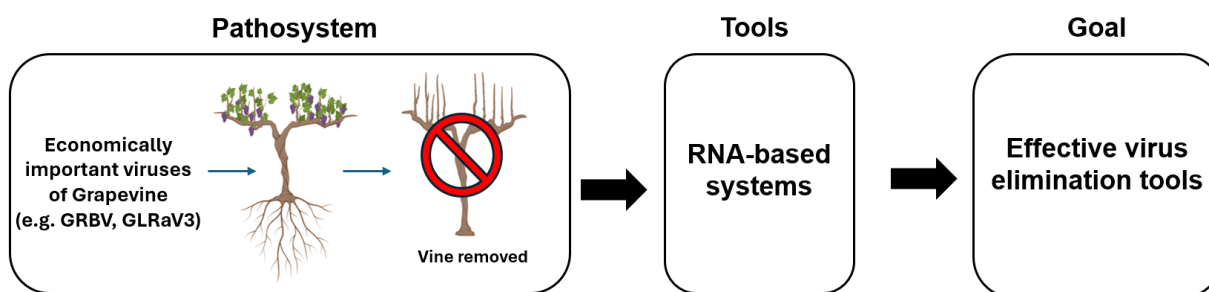 Pathosystem
Economically
important viruses
of Grapevine
(e.g. GRBV, GLRaV3)
Vine removed
Tools
RNA-based
systems
Goal
Effective virus
elimination tools